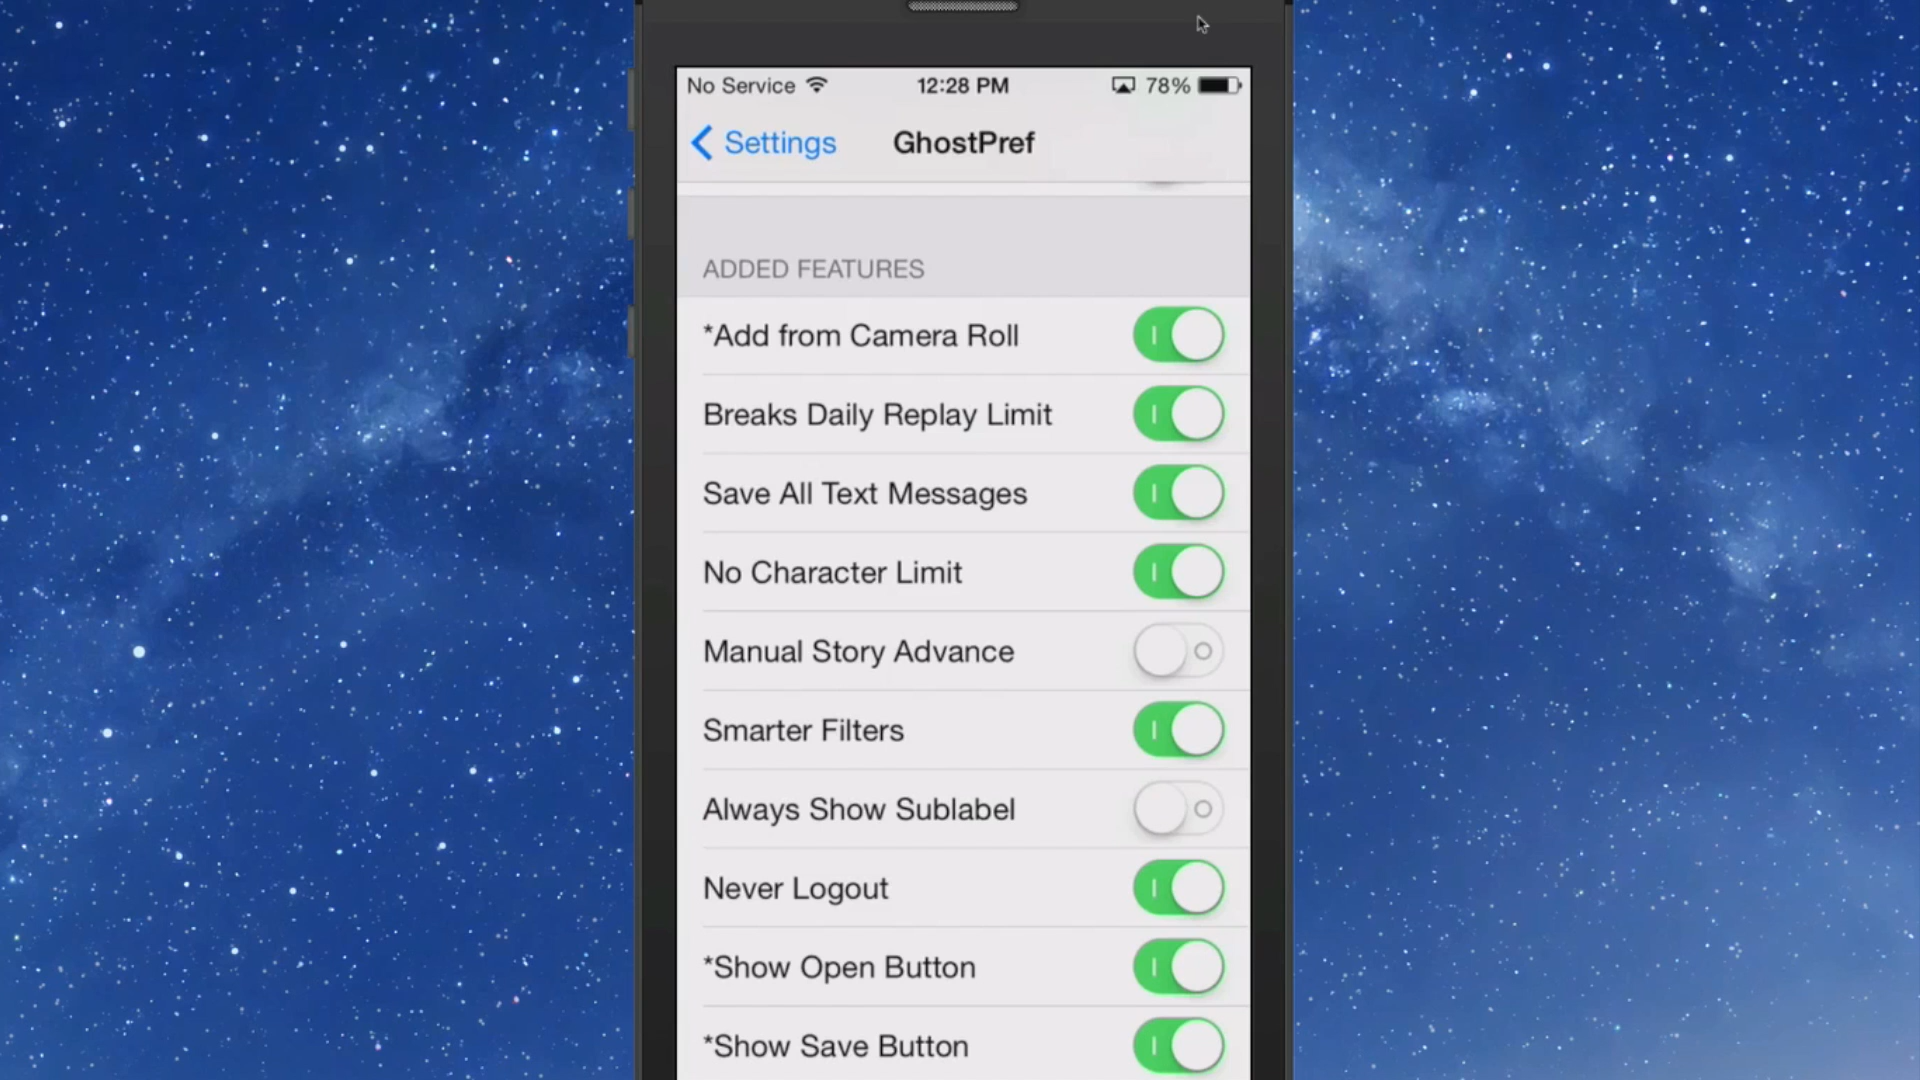 No Service 12:28 PM 78%
Settings GhostPref
ADDED FEATURES
*Add from Camera Roll
Breaks Daily Replay Limit
Save All Text Messages
No Character Limit
Manual Story Advance
Smarter Filters
Always Show Sublabel
Never Logout
*Show Open Button
*Show Save Button